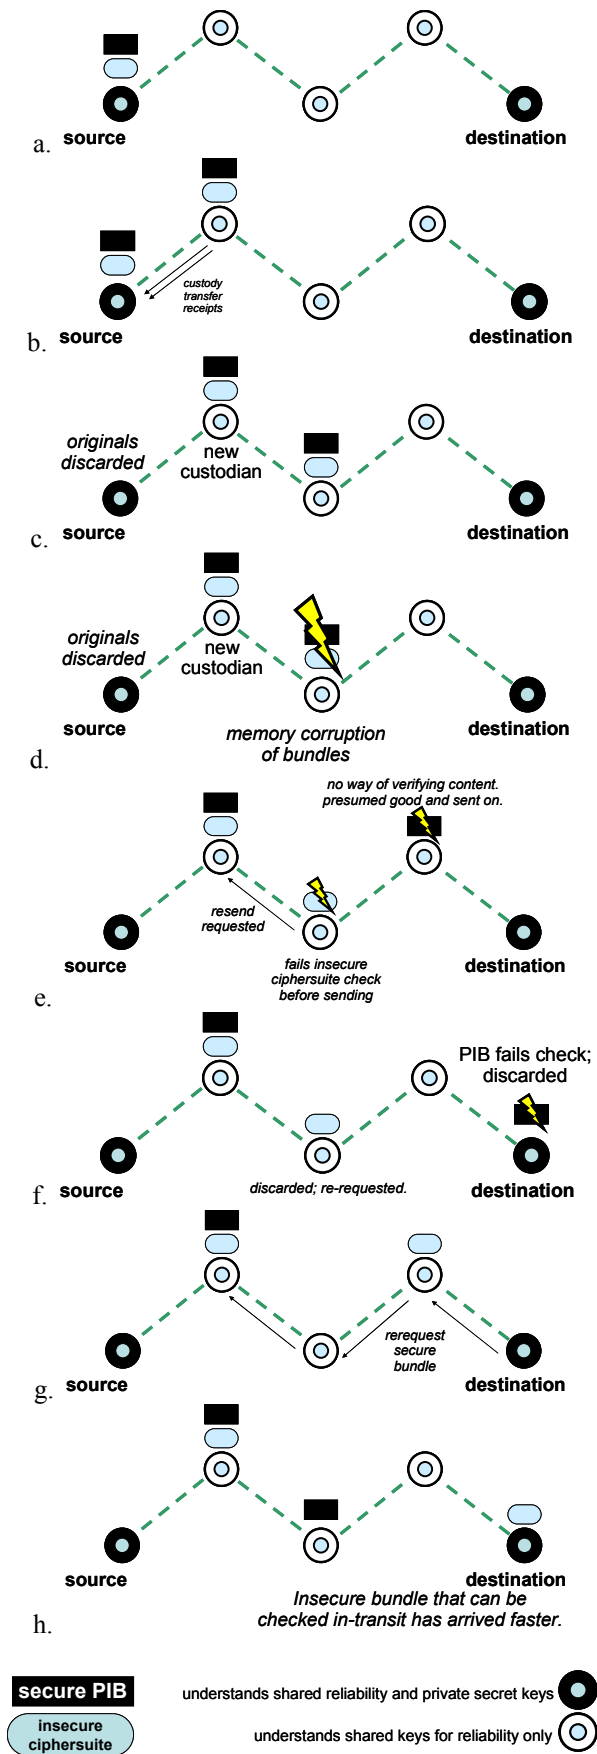 source
destination
a.
custody
transfer
receipts
source
destination
b.
originals
discarded
new
custodian
source
destination
c.
originals
discarded
new
custodian
source
destination
memory corruption
of bundles
d.
no way of verifying content.
presumed good and sent on.
resend
requested
source
destination
fails insecure
ciphersuite check
before sending
e.
PIB fails check;
discarded
source
discarded; re-requested.
destination
f.
rerequest
secure
bundle
source
destination
g.
source
destination
Insecure bundle that can be
checked in-transit has arrived faster.
h.
secure PIB
understands shared reliability and private secret keys
insecure
ciphersuite
understands shared keys for reliability only